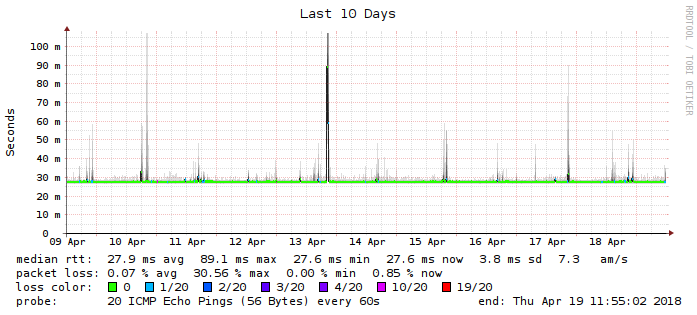 Last 10 Days
RRDTOOL / TOBI OETIKER
Seconds
100 m
90 m
80 m
70 m
60 m
50 m
40 m
30 m
20 m
10 m
0
09 Apr 10 Apr 11 Apr 12 Apr 13 Apr 14 Apr 15 Apr 16 Apr 17 Apr 18 Apr
median rtt: 27.9 ms avg 89.1 ms max 27.6 ms min 27.6 ms now 3.8 ms sd 7.3 am/s
packet loss: 0.07 % avg 30.56 % max 0.00 % min 0.85 % now
loss color: 0 1/20 2/20 3/20 4/20 10/20 19/20
probe: 20 ICMP Echo Pings (56 Bytes) every 60s end: Thu Apr 19 11:55:02 2018